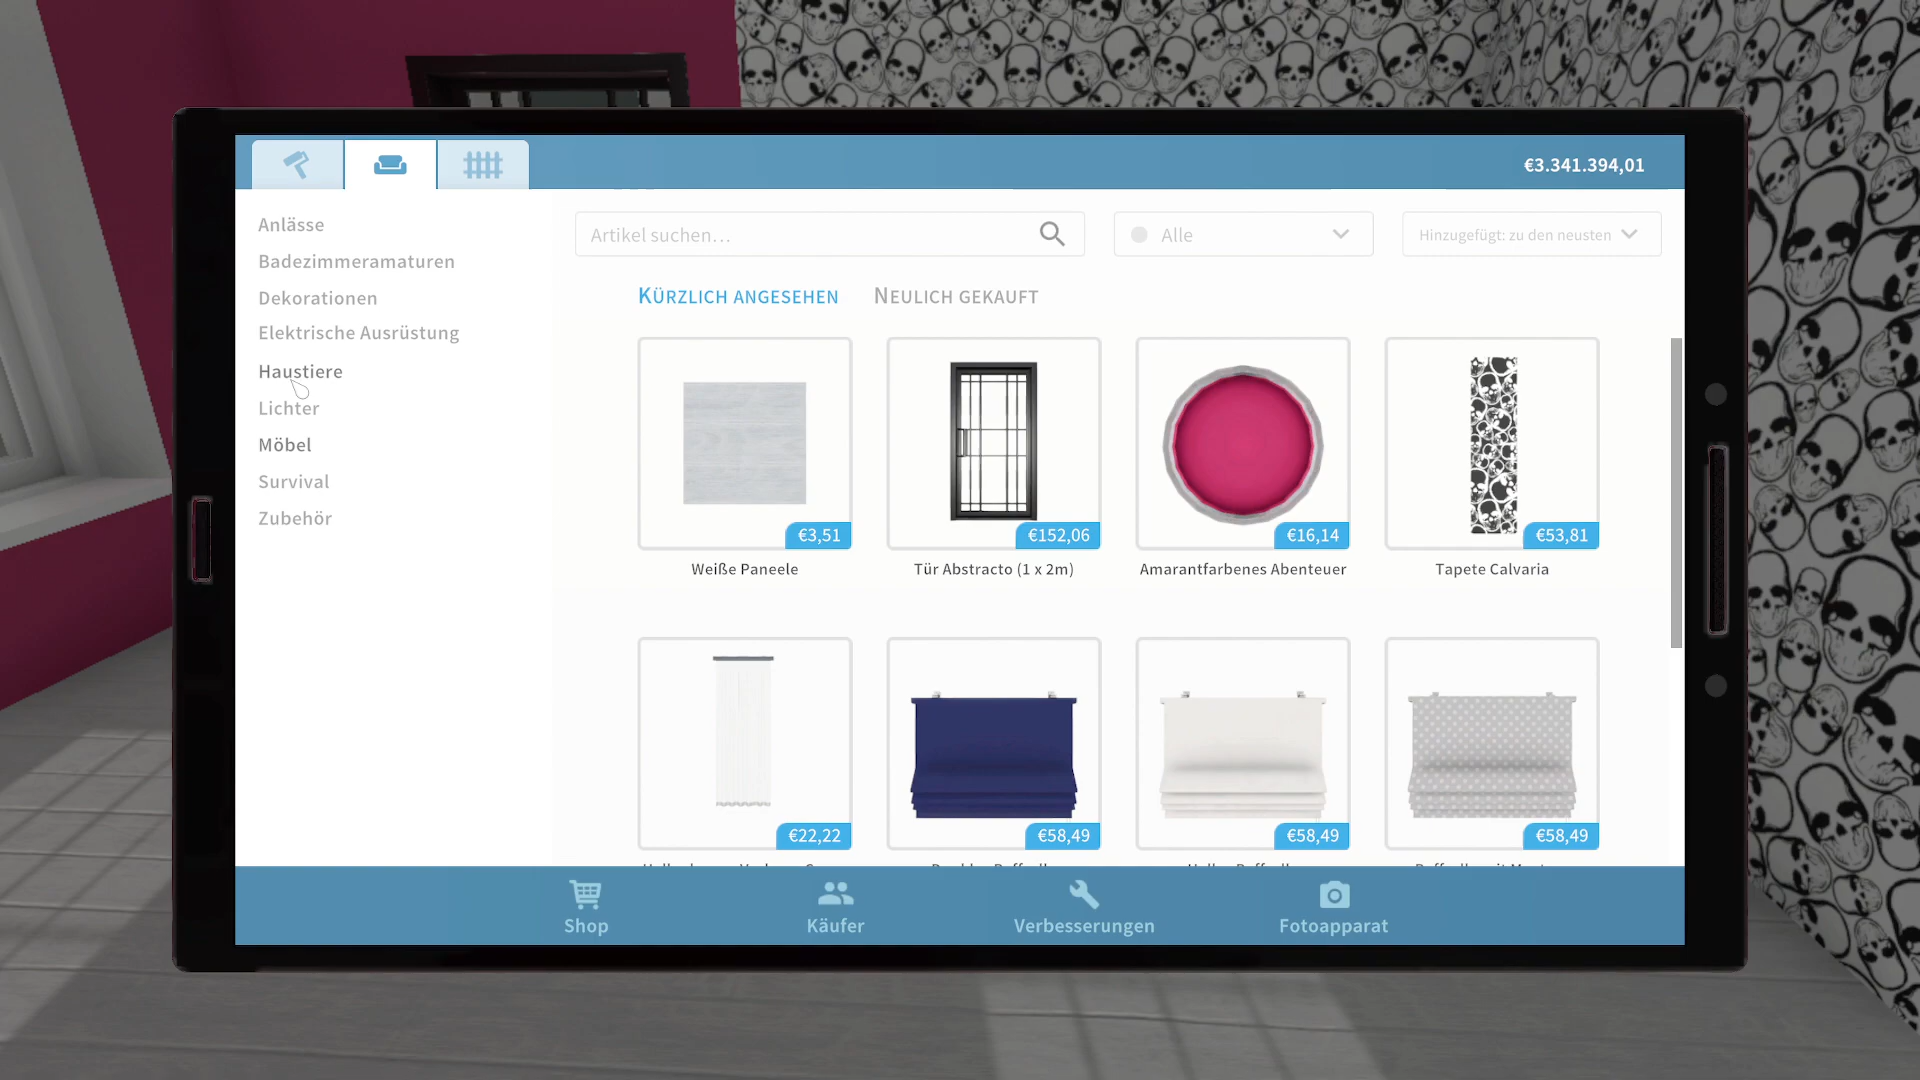 €3.341.394,01
Anlässe
Badezimmeramaturen
Dekorationen
Elektrische Ausrüstung
Haustiere
Lichter
Möbel
Survival
Zubehör
Artikel suchen...
Alle
Hinzugefügt: zu den neusten
KÜRZLICH ANGESEHEN
NEULICH GEKAUFT
€3,51
€152,06
€16,14
€53,81
Weiße Paneele
Tür Abstracto (1 x 2m)
Amarantfarbenes Abenteuer
Tapete Calvaria
€22,22
€58,49
€58,49
€58,49
Shop
Käufer
Verbesserungen
Fotoapparat